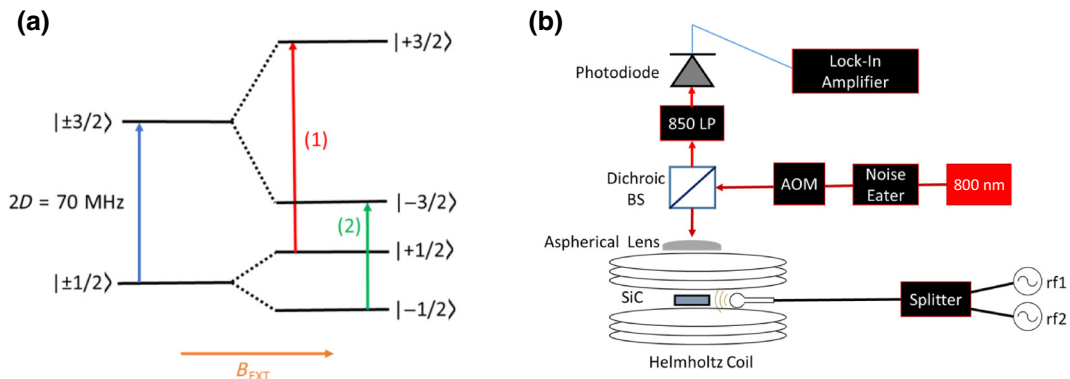 (a)
|+3/2⟩
|±3/2⟩
(1)
2D = 70 MHz
|−3/2⟩
(2)
|+1/2⟩
|±1/2⟩
|−1/2⟩
B_EXT
(b)
Photodiode
Lock-In
Amplifier
850 LP
Dichroic
BS
AOM
Noise
Eater
800 nm
Aspherical Lens
SiC
Splitter
rf1
rf2
Helmholtz Coil